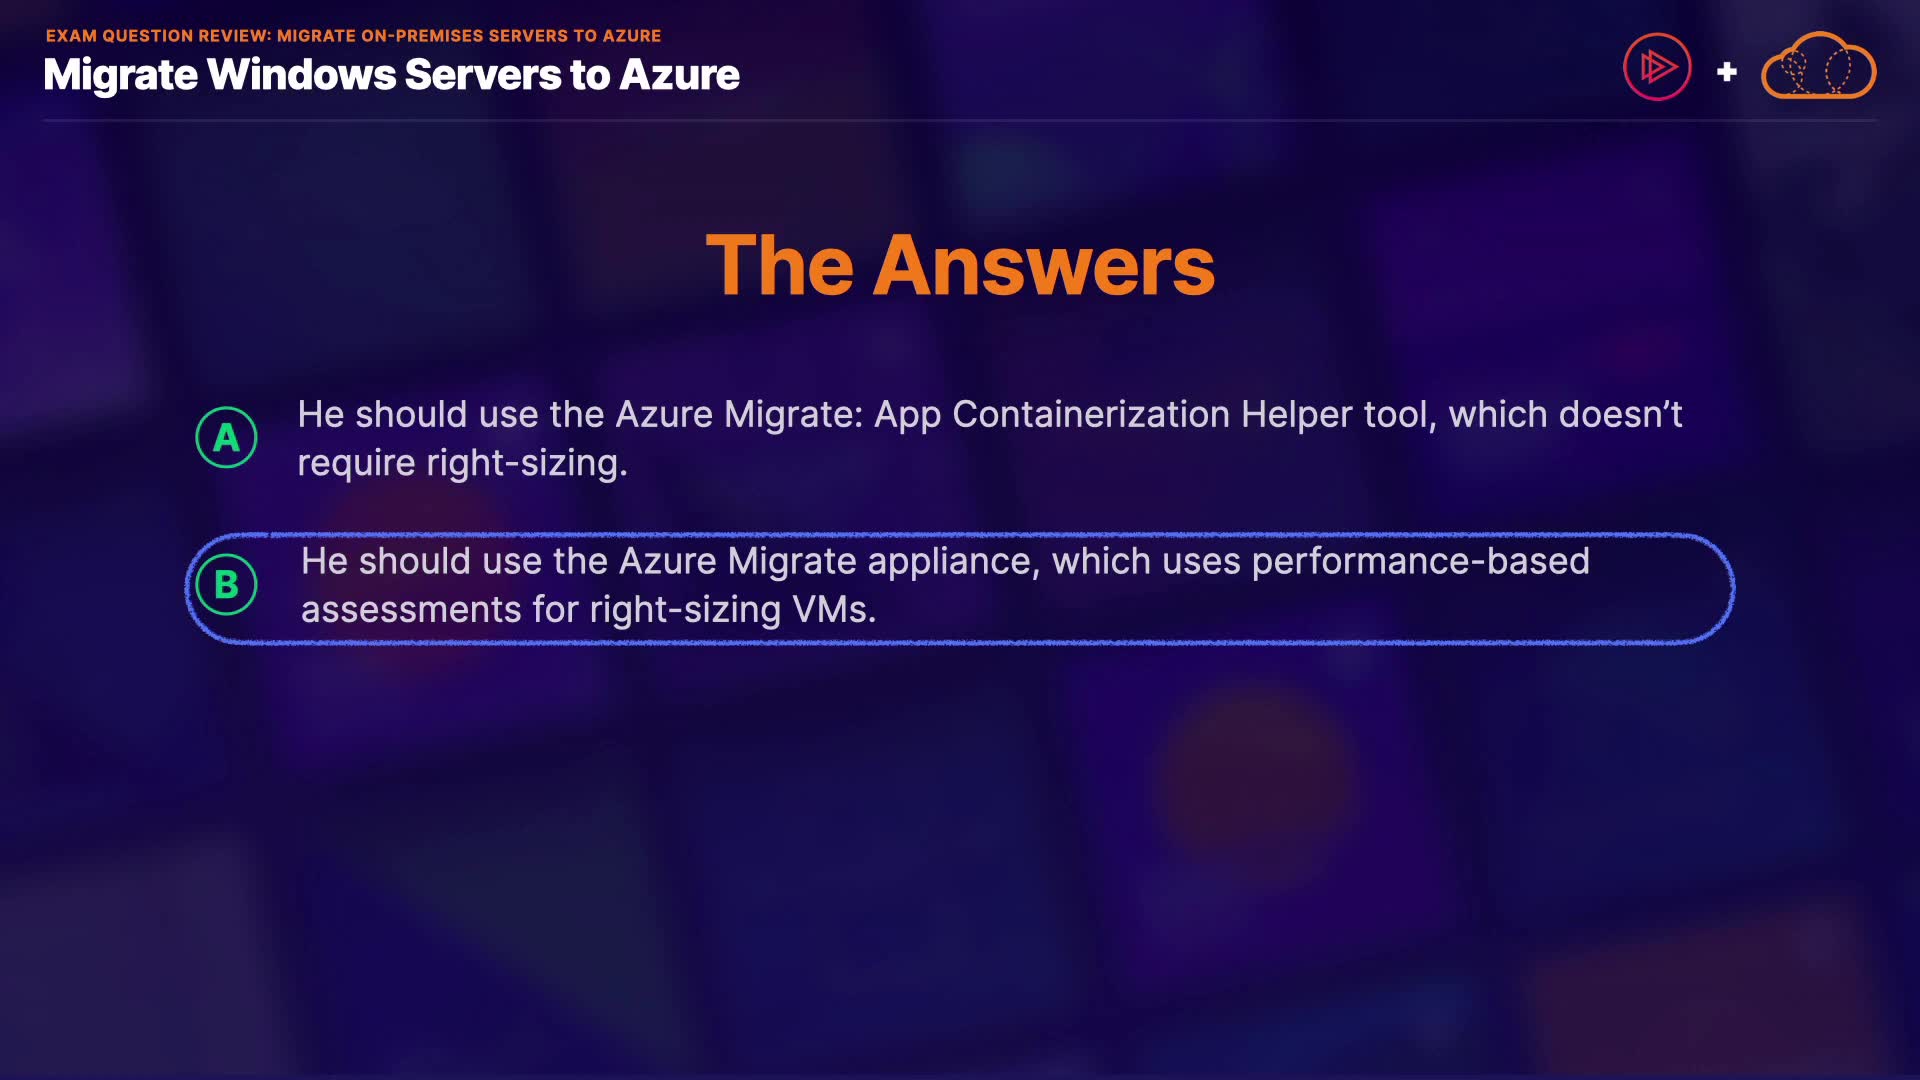 EXAM QUESTION REVIEW: MIGRATE ON-PREMISES SERVERS TO AZURE
Migrate Windows Servers to Azure
+
The Answers
A
He should use the Azure Migrate: App Containerization Helper tool, which doesn’t
require right-sizing.
B
He should use the Azure Migrate appliance, which uses performance-based
assessments for right-sizing VMs.